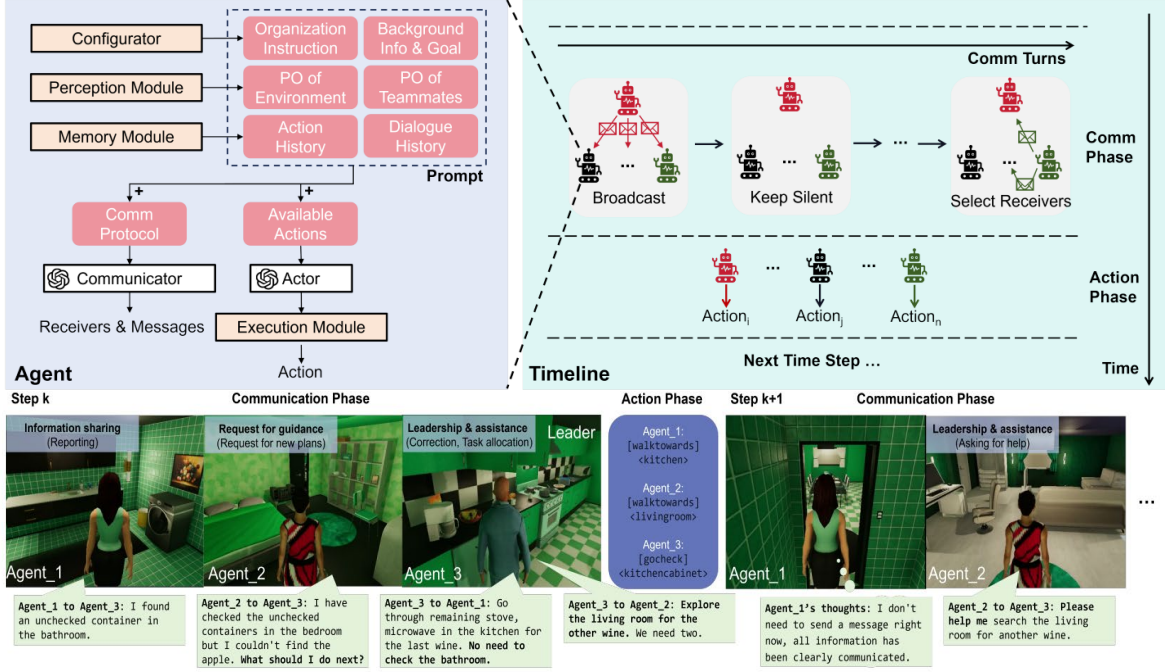 Configurator
Organization
Instruction
Background
Info & Goal
Perception Module
PO of
Environment
PO of
Teammates
Memory Module
Action
History
Dialogue
History
Prompt
+
+
Comm
Protocol
Available
Actions
Communicator
Actor
Receivers & Messages
Execution Module
Agent
Action
Comm Turns
Comm
Phase
...
...
...
...
Broadcast
Keep Silent
Select Receivers
...
...
Action
Phase
Actioni
Actionj
Actionn
Next Time Step ...
Timeline
Time
Step k
Communication Phase
Action Phase
Step k+1
Communication Phase
Information sharing
(Reporting)
Request for guidance
(Request for new plans)
Leadership & assistance
(Correction, Task allocation)
Leader
Agent_1:
[walktowards]
<kitchen>
Agent_2:
[walktowards]
<livingroom>
Agent_3:
[gocheck]
<kitchencabinet>
Leadership & assistance
(Asking for help)
...
Agent_1
Agent_2
Agent_3
Agent_1
Agent_2
Agent_1 to Agent_3: I found
an unchecked container in
the bathroom.
Agent_2 to Agent_3: I have
checked the unchecked
containers in the bedroom
but I couldn't find the
apple. What should I do next?
Agent_3 to Agent_1: Go
through remaining stove,
microwave in the kitchen for
the last wine. No need to
check the bathroom.
Agent_3 to Agent_2: Explore
the living room for the
other wine. We need two.
Agent_1's thoughts: I don't
need to send a message right
now, all information has
been clearly communicated.
Agent_2 to Agent_3: Please
help me search the living
room for another wine.